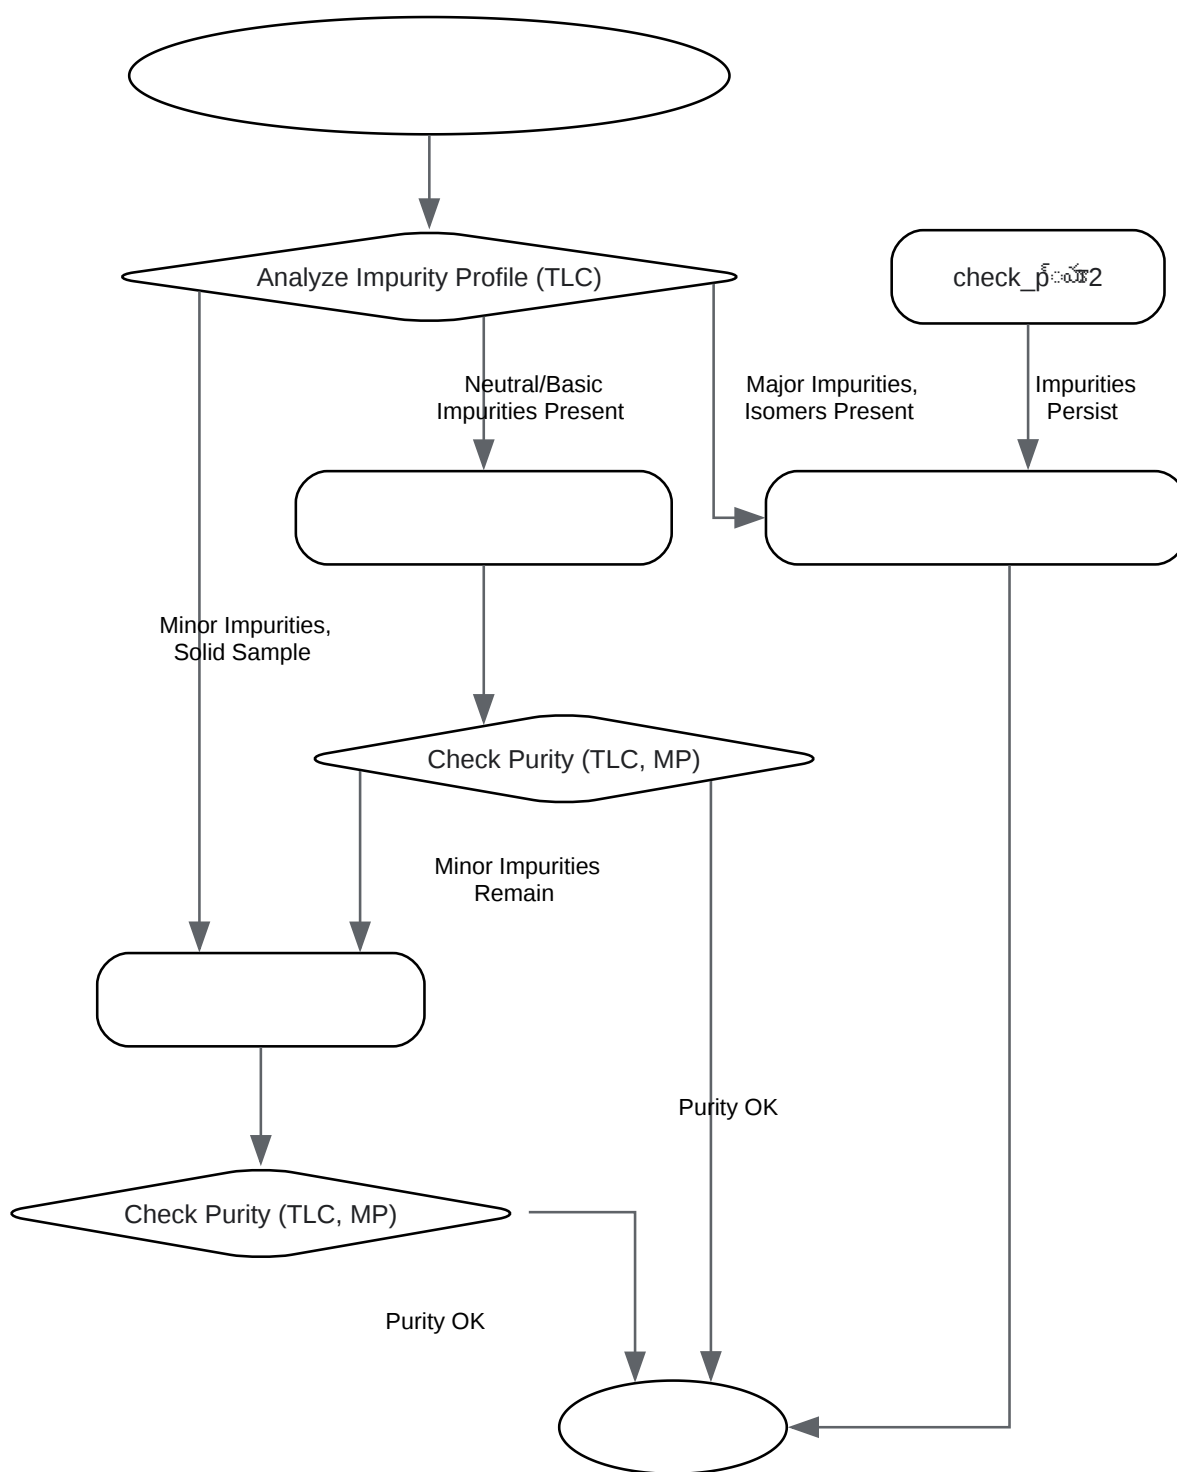 Analyze Impurity Profile (TLC)
Neutral/Basic
Impurities Present
Major Impurities,
Isomers Present
Impurities
Persist
Minor Impurities,
Solid Sample
Check Purity (TLC, MP)
Minor Impurities
Remain
Purity OK
Check Purity (TLC, MP)
Purity OK